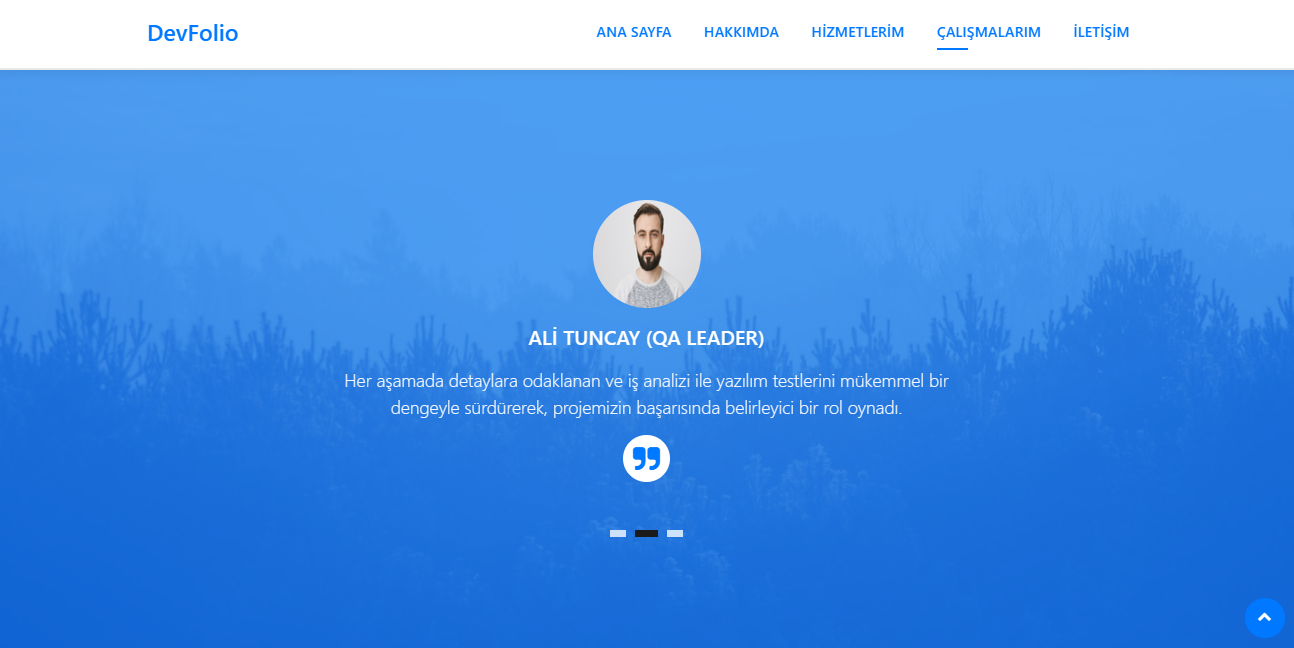 DevFolio
ANA SAYFA
HAKKIMDA
HİZMETLERİM
ÇALIŞMALARIM
İLETİŞİM
ALİ TUNCAY (QA LEADER)
Her aşamada detaylara odaklanan ve iş analizi ile yazılım testlerini mükemmel bir
dengeyle sürdürerek, projemizin başarısında belirleyici bir rol oynadı.